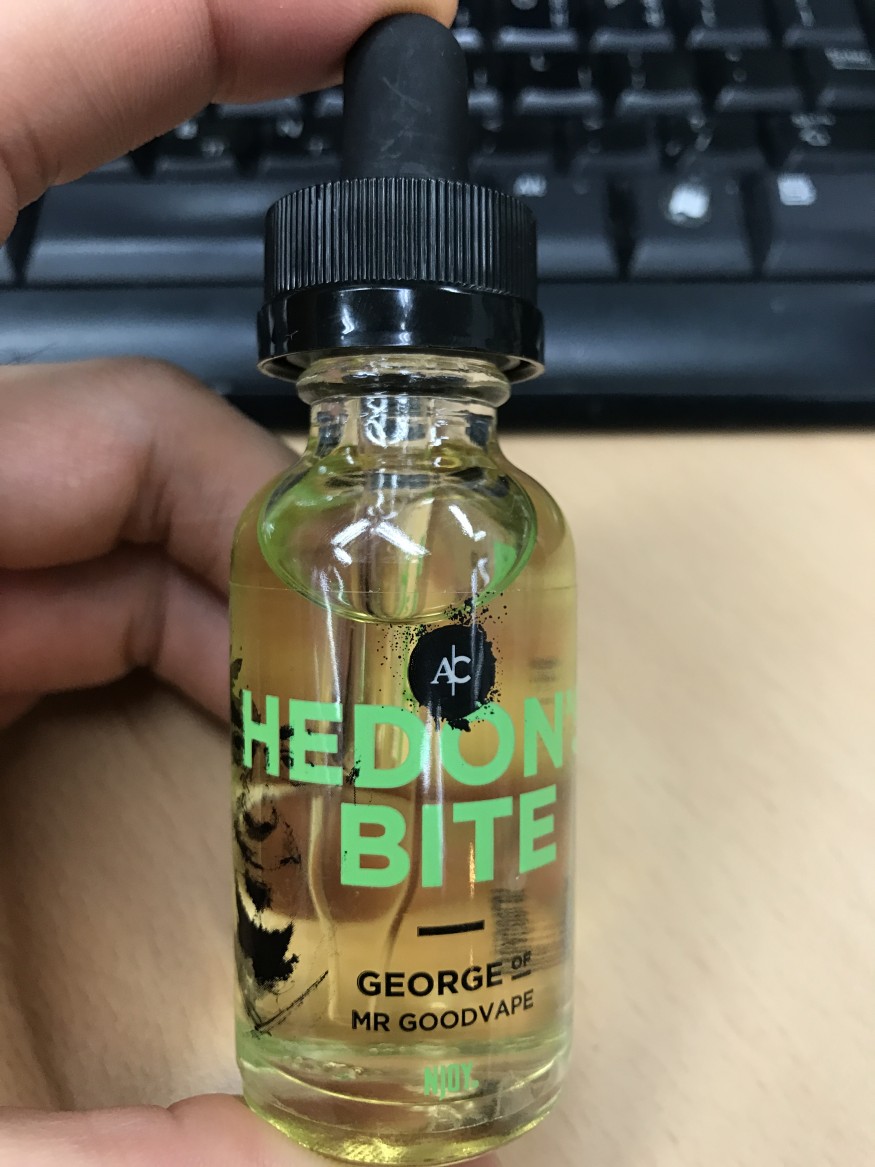 A|C
HEDON'S
BITE
GEORGE OF
MR GOODVAPE
NJOY.